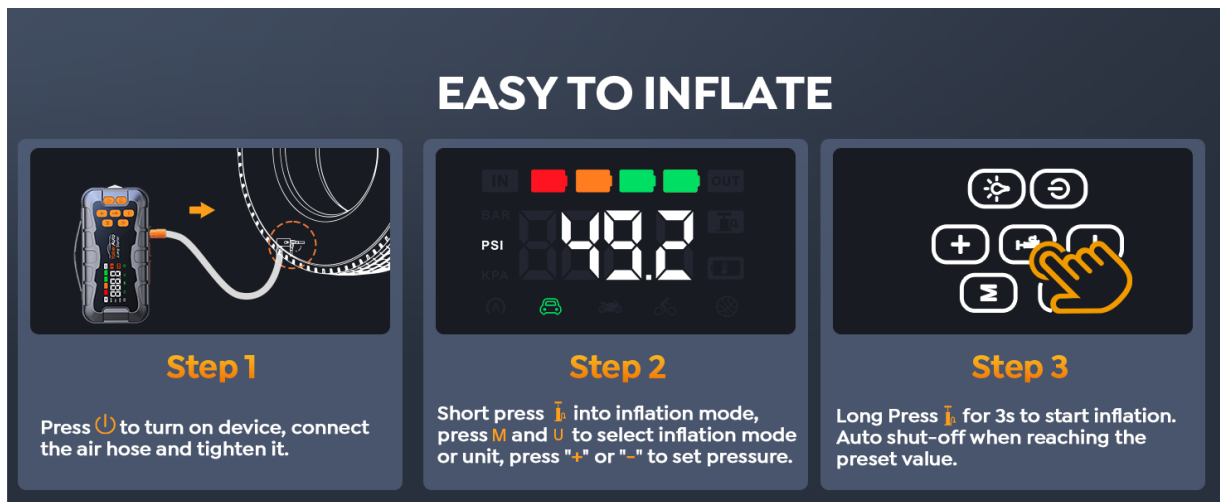 EASY TO INFLATE
IN
OUT
BAR
PSI
KPA
49.2
+
M
Step 1
Press to turn on device, connect
the air hose and tighten it.
Step 2
Short press into inflation mode,
press M and U to select inflation mode
or unit, press "+" or "-" to set pressure.
Step 3
Long Press for 3s to start inflation.
Auto shut-off when reaching the
preset value.